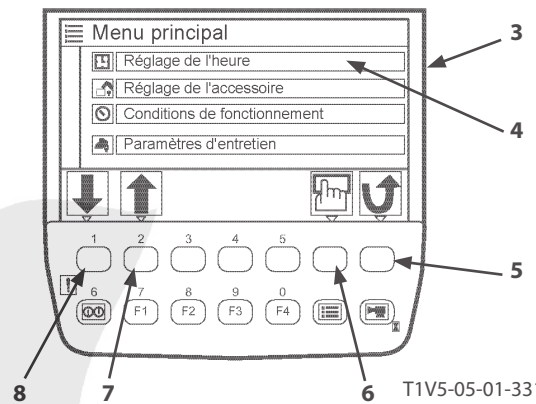 Menu principal
3
Réglage de l'heure
Réglage de l'accessoire
4
Conditions de fonctionnement
Paramètres d'entretien
1 2 3 4 5
5
6 7 8 9 0
F1 F2 F3 F4
8 7 6 T1V5-05-01-331